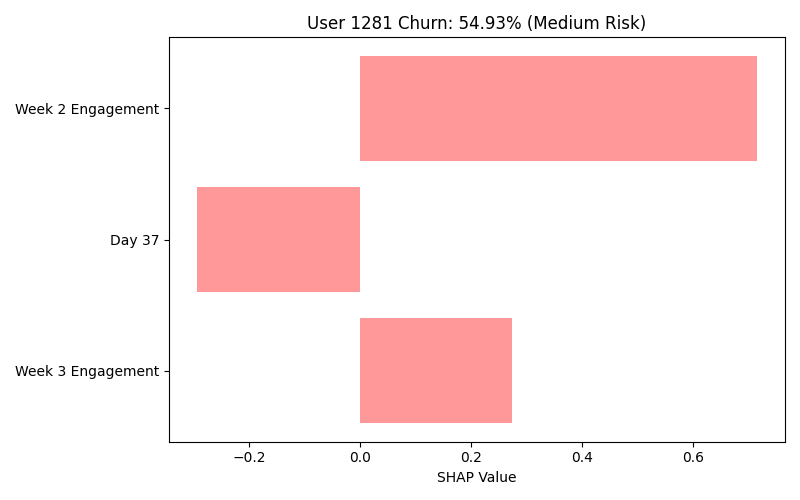 User 1281 Churn: 54.93% (Medium Risk)
Week 2 Engagement
Day 37
Week 3 Engagement
−0.2 0.0 0.2 0.4 0.6
SHAP Value